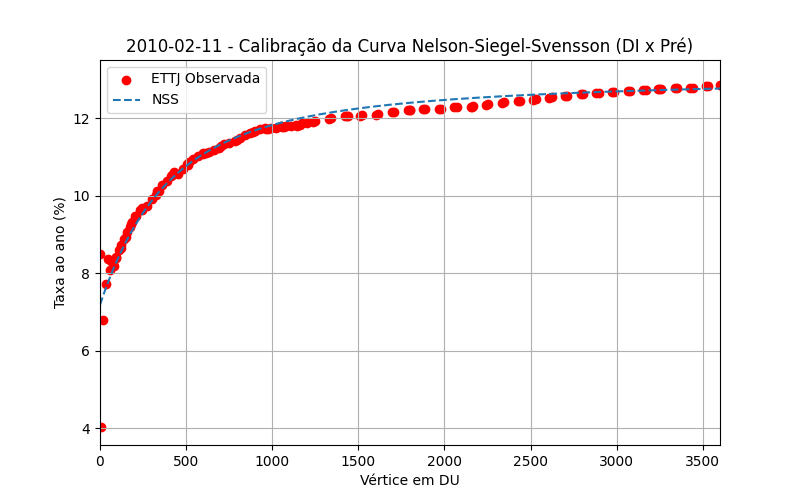 2010-02-11 - Calibração da Curva Nelson-Siegel-Svensson (DI x Pré)
ETTJ Observada
NSS
Taxa ao ano (%)
12
10
8
6
4
0 500 1000 1500 2000 2500 3000 3500
Vértice em DU